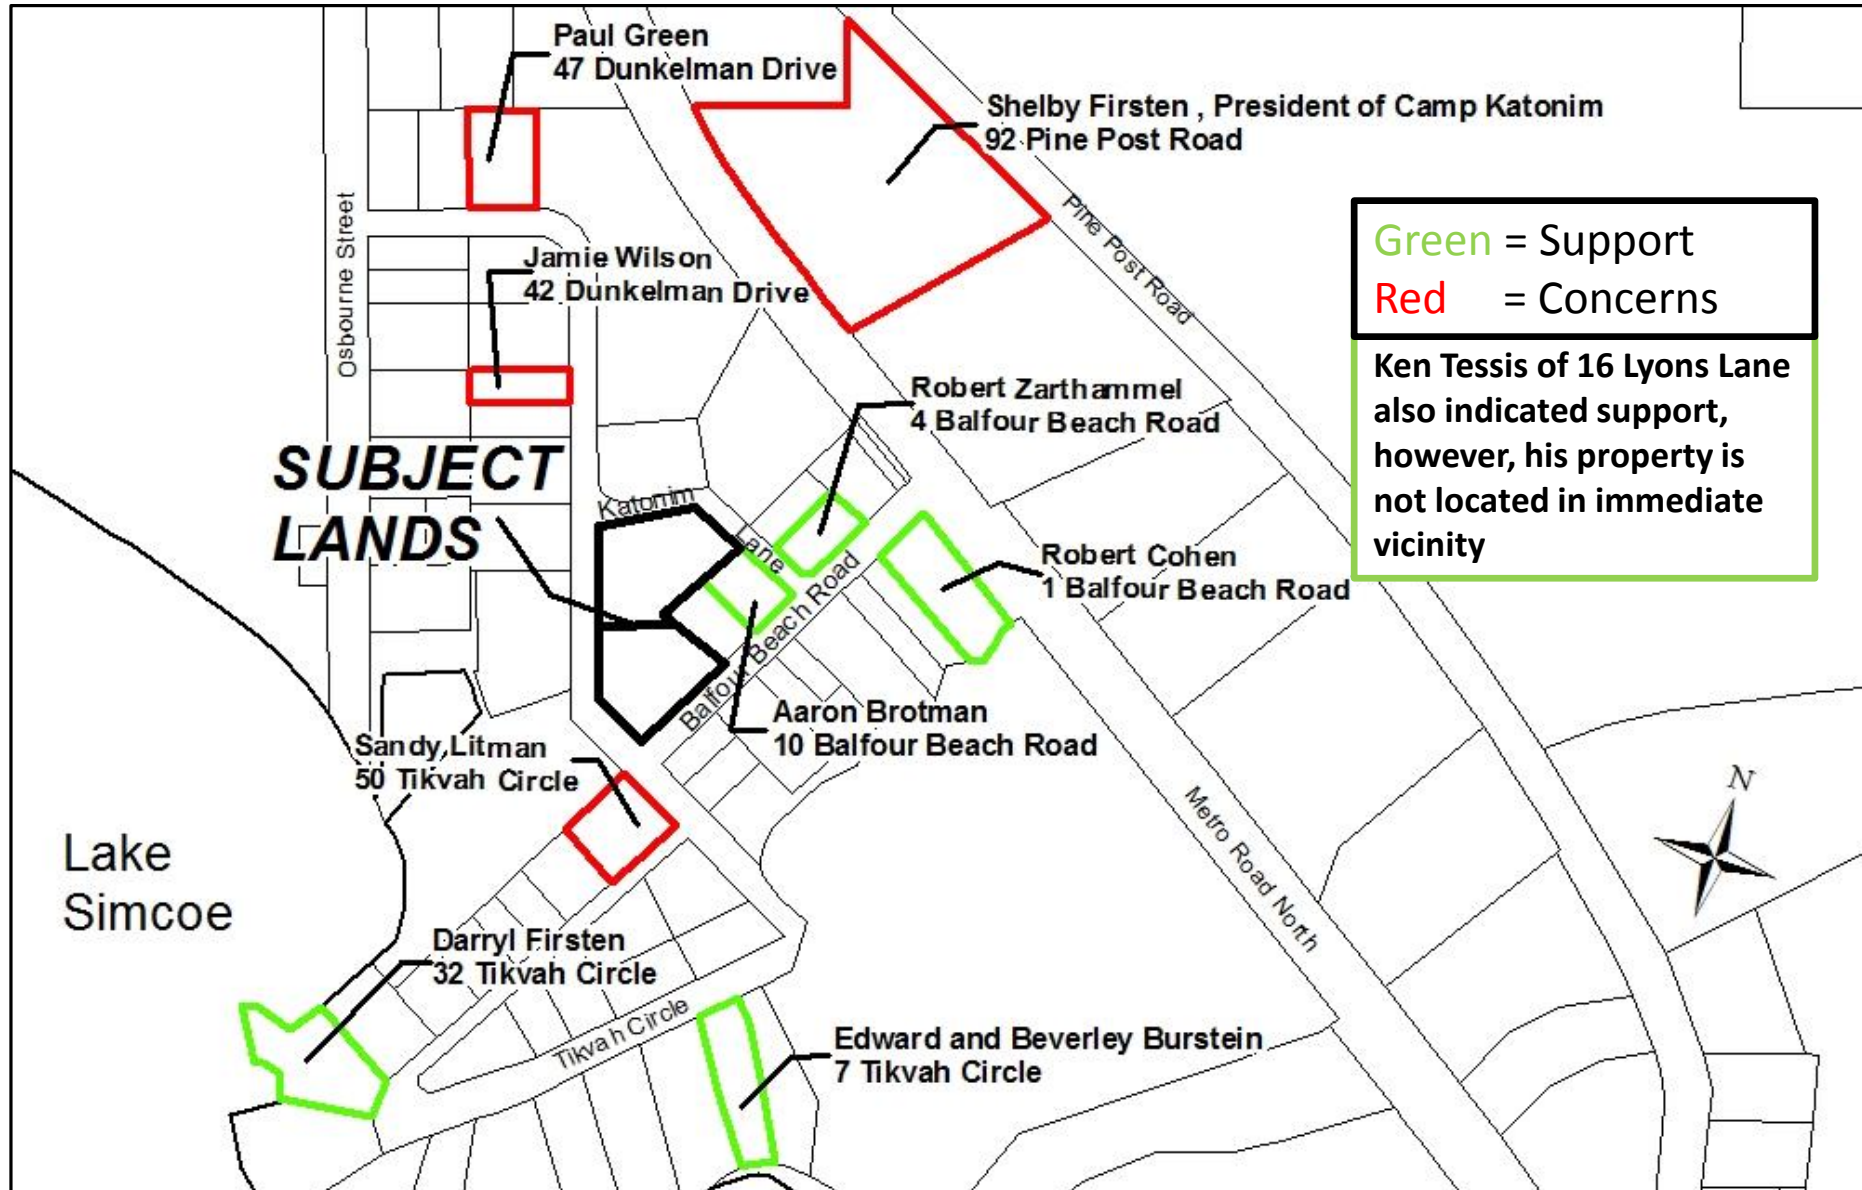 Paul Green
47 Dunkelman Drive
Shelby Firsten , President of Camp Katonim
92 Pine Post Road
Osbourne Street
Pine Post Road
Green = Support
Red = Concerns
Jamie Wilson
42 Dunkelman Drive
Ken Tessis of 16 Lyons Lane
also indicated support,
however, his property is
not located in immediate
vicinity
Robert Zarthammel
4 Balfour Beach Road
SUBJECT
LANDS
Katonim
Lane
Robert Cohen
1 Balfour Beach Road
Balfour Beach Road
Aaron Brotman
10 Balfour Beach Road
Sandy Litman
50 Tikvah Circle
Metro Road North
N
Lake
Simcoe
Darryl Firsten
32 Tikvah Circle
Tikvah Circle
Edward and Beverley Burstein
7 Tikvah Circle